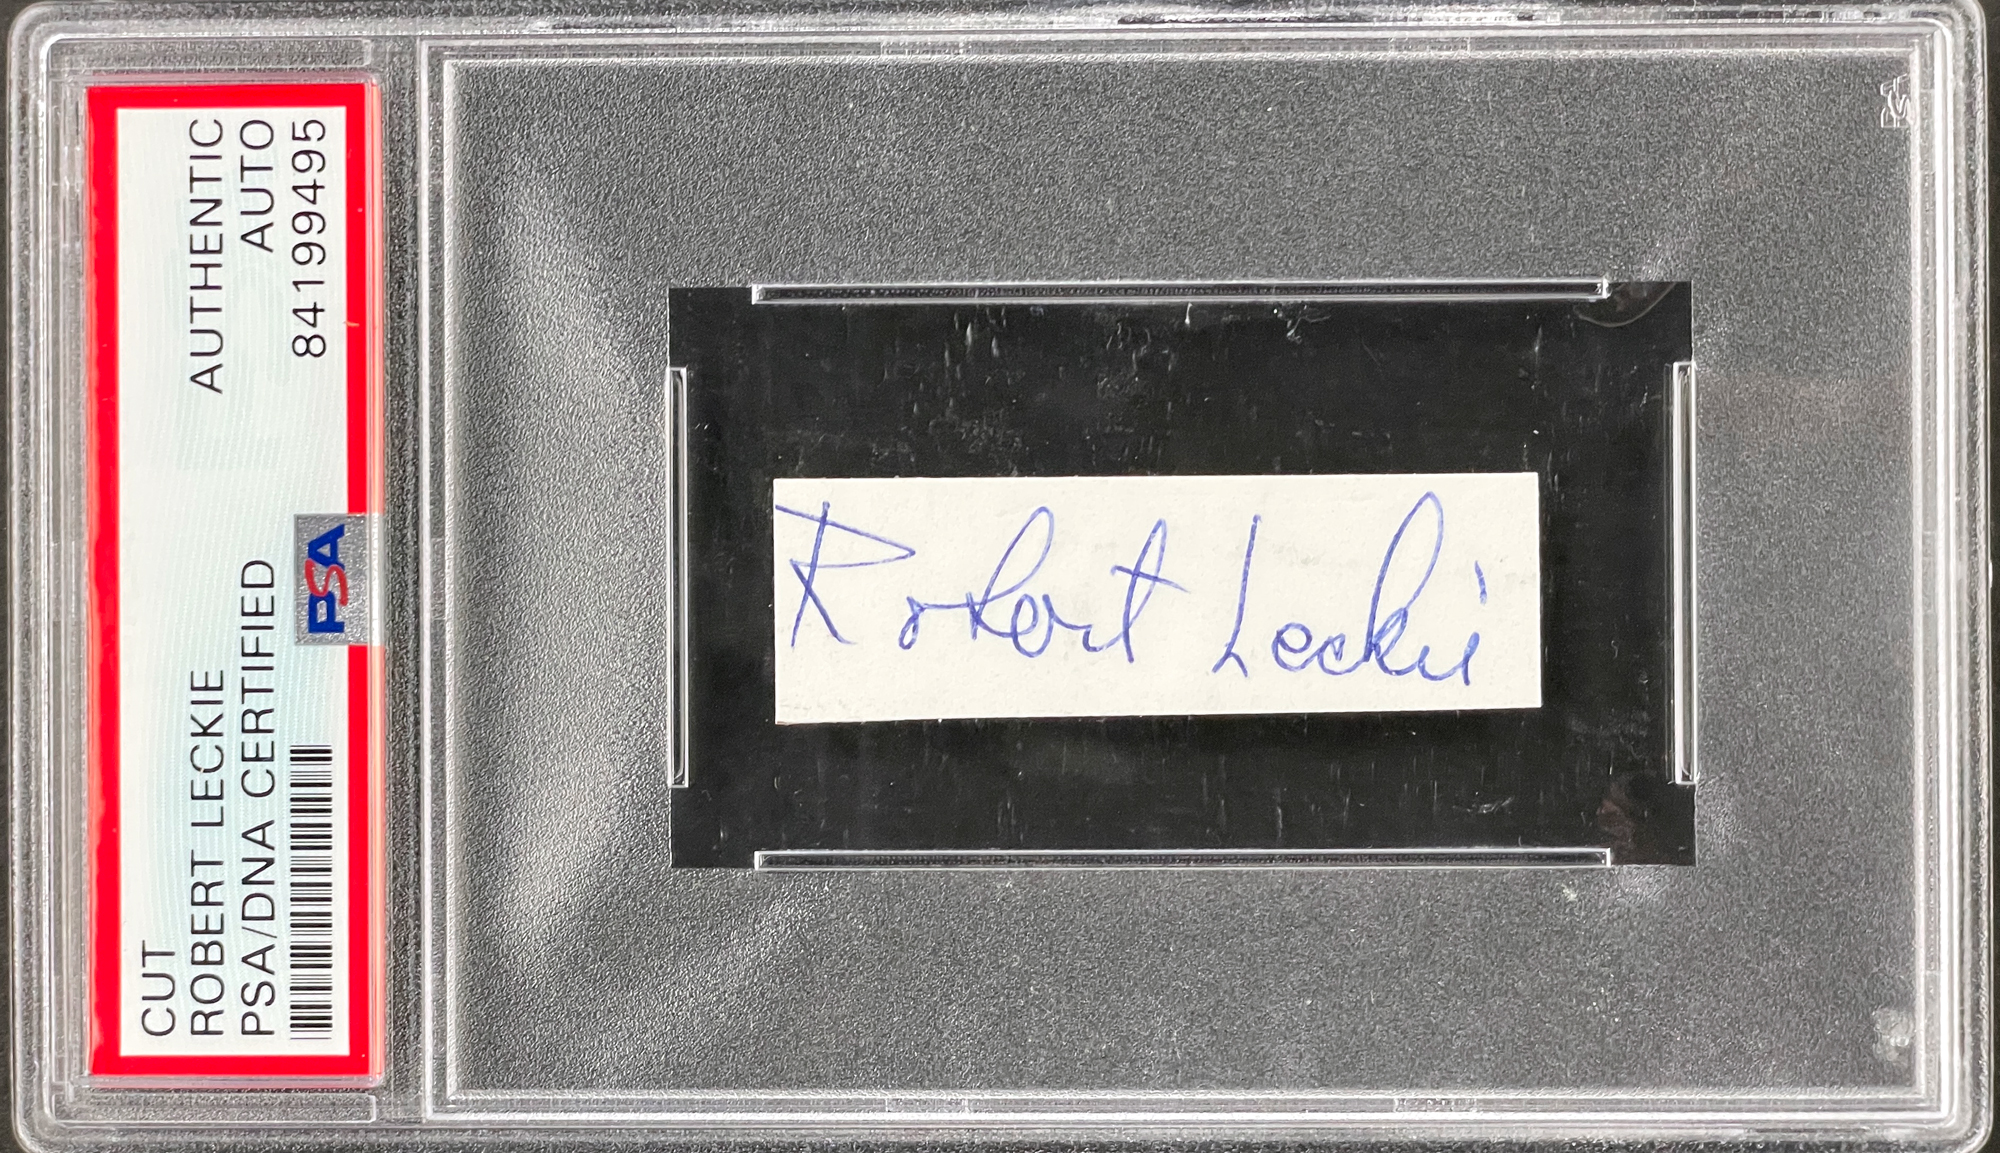 CUT
ROBERT LECKIE
PSA/DNA CERTIFIED
AUTHENTIC
AUTO
84199495
PSA
Robert Leckie